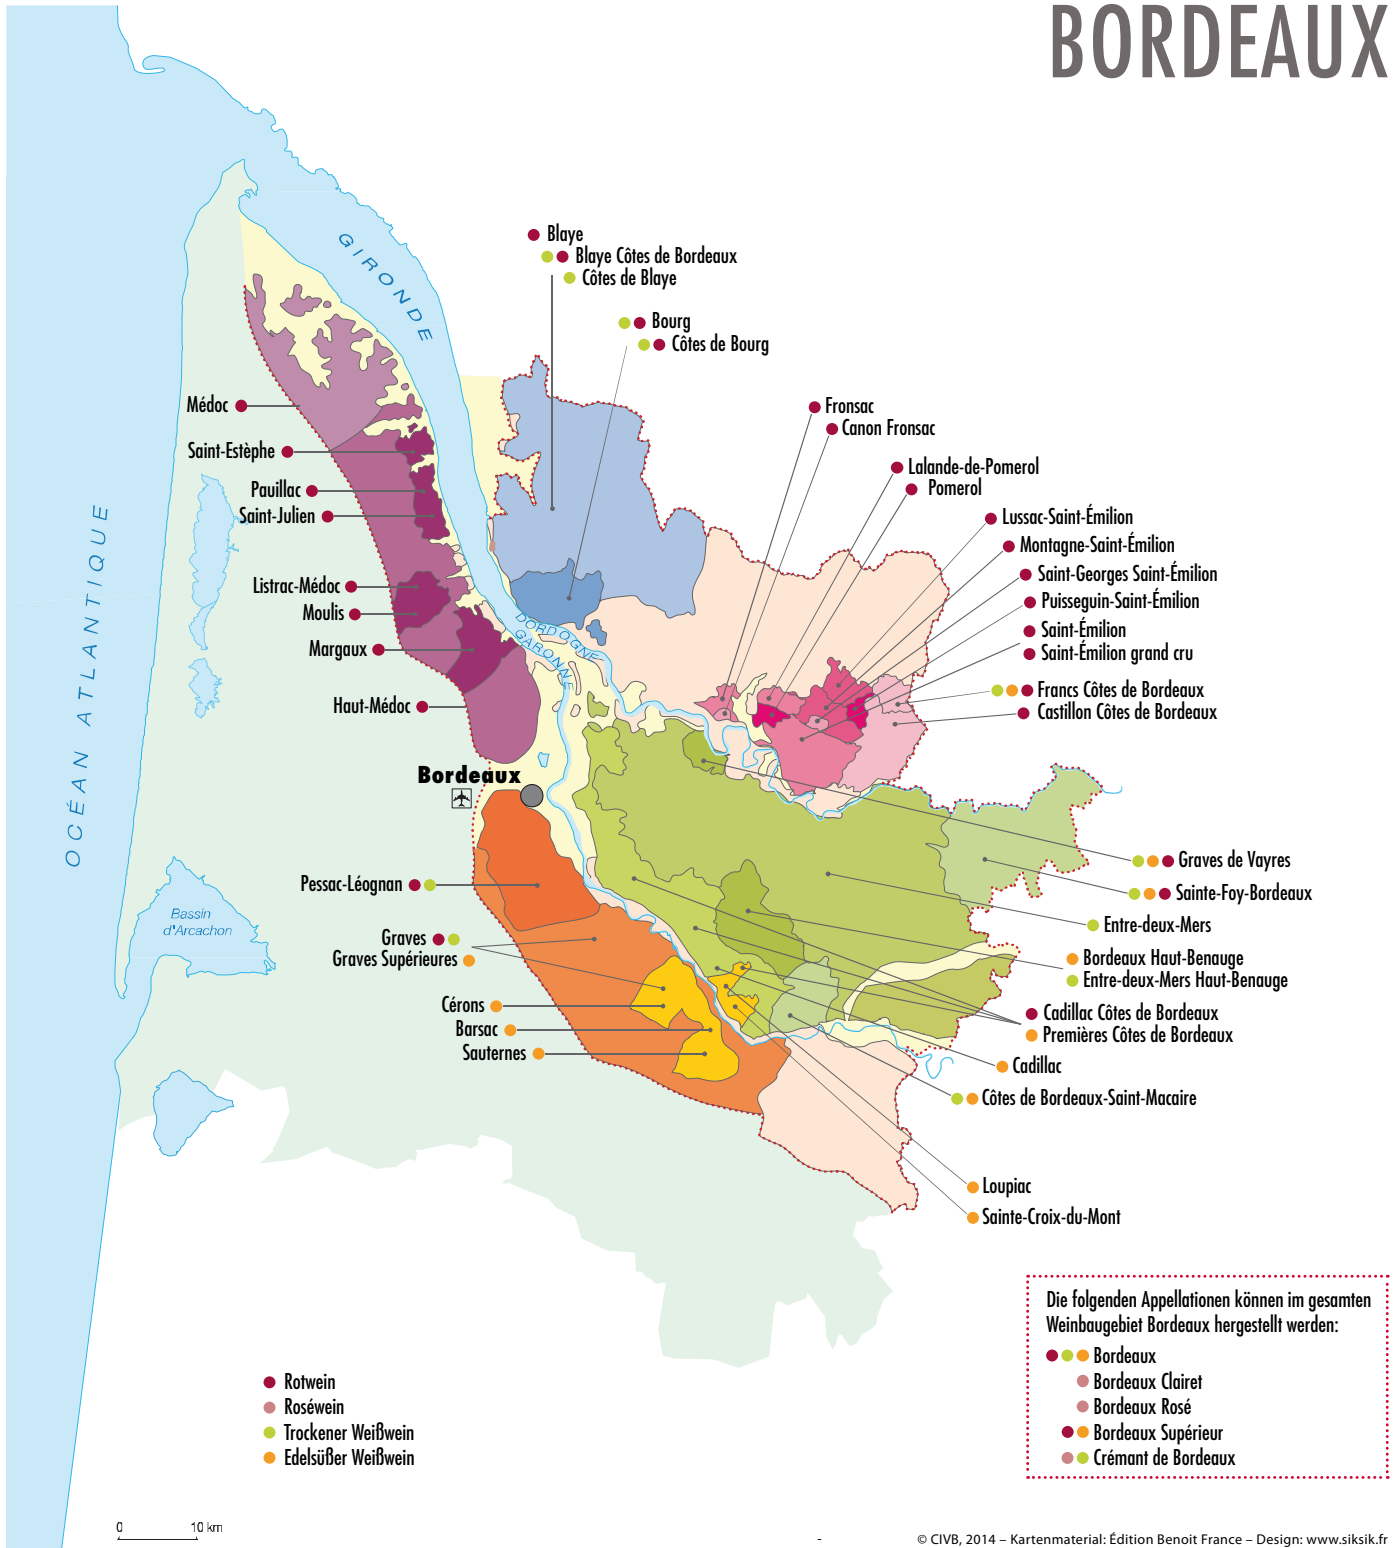 BORDEAUX
GIRONDE
OCÉAN ATLANTIQUE
DORDOGNE
GARONNE
Blaye
Blaye Côtes de Bordeaux
Côtes de Blaye
Bourg
Côtes de Bourg
Médoc
Saint-Estèphe
Pauillac
Saint-Julien
Listrac-Médoc
Moulis
Margaux
Haut-Médoc
Bordeaux
Fronsac
Canon Fronsac
Lalande-de-Pomerol
Pomerol
Lussac-Saint-Émilion
Montagne-Saint-Émilion
Saint-Georges Saint-Émilion
Puisseguin-Saint-Émilion
Saint-Émilion
Saint-Émilion grand cru
Francs Côtes de Bordeaux
Castillon Côtes de Bordeaux
Graves de Vayres
Sainte-Foy-Bordeaux
Entre-deux-Mers
Bordeaux Haut-Benauge
Entre-deux-Mers Haut-Benauge
Cadillac Côtes de Bordeaux
Premières Côtes de Bordeaux
Cadillac
Côtes de Bordeaux-Saint-Macaire
Loupiac
Sainte-Croix-du-Mont
Pessac-Léognan
Graves
Graves Supérieures
Cérons
Barsac
Sauternes
Bassin
d'Arcachon
Rotwein
Roséwein
Trockener Weißwein
Edelsüßer Weißwein
Die folgenden Appellationen können im gesamten
Weinbaugebiet Bordeaux hergestellt werden:
Bordeaux
Bordeaux Clairet
Bordeaux Rosé
Bordeaux Supérieur
Crémant de Bordeaux
0 10 km
© CIVB, 2014 – Kartenmaterial: Édition Benoit France – Design: www.siksik.fr